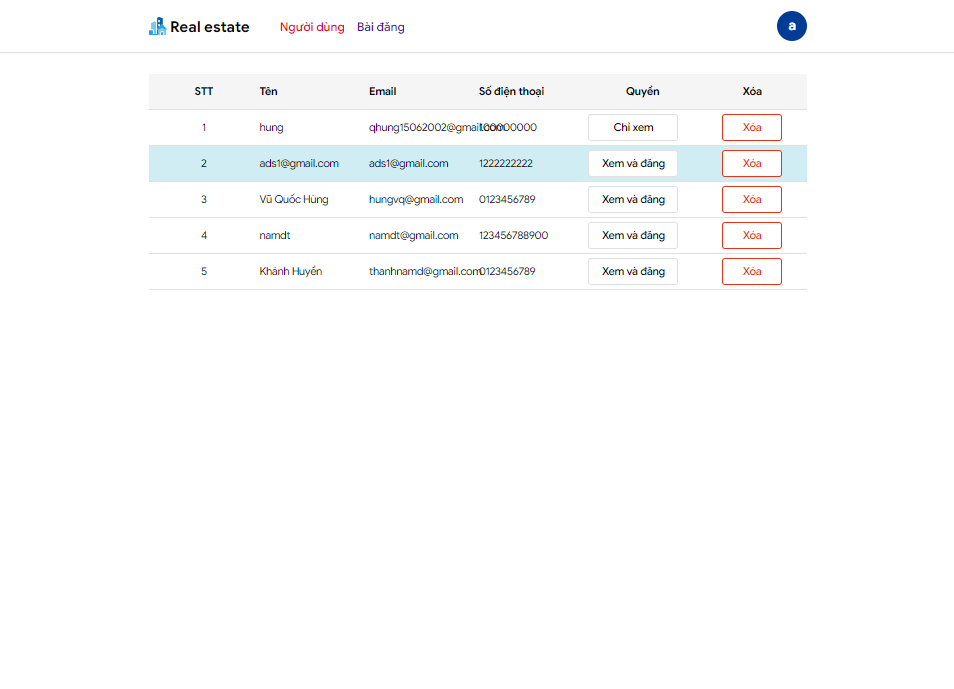 Real estate Người dùng Bài đăng a
STT Tên Email Số điện thoại Quyền Xóa
1 hung qhung15062002@gmail.com Chỉ xem Xóa
2 ads1@gmail.com ads1@gmail.com 1222222222 Xem và đăng Xóa
3 Vũ Quốc Hùng hungvq@gmail.com 0123456789 Xem và đăng Xóa
4 namdt namdt@gmail.com 123456788900 Xem và đăng Xóa
5 Khánh Huyền thanhnamd@gmail.com 0123456789 Xem và đăng Xóa